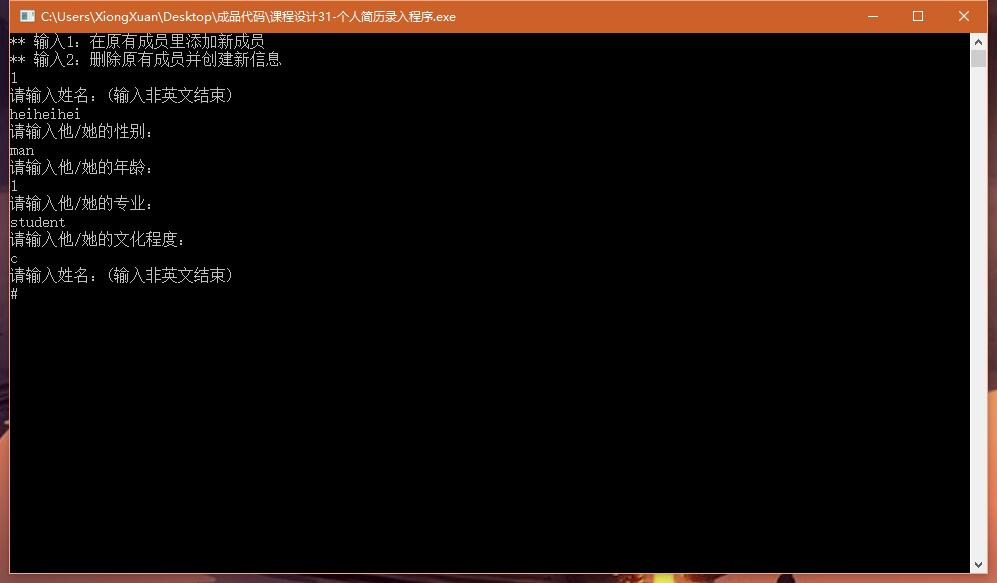 C:\Users\XiongXuan\Desktop\成品代码\课程设计31-个人简历录入程序.exe
** 输入1：在原有成员里添加新成员
** 输入2：删除原有成员并创建新信息
1
请输入姓名：（输入非英文结束）
heiheihei
请输入他/她的性别：
man
请输入他/她的年龄：
1
请输入他/她的专业：
student
请输入他/她的文化程度：
c
请输入姓名：（输入非英文结束）
#